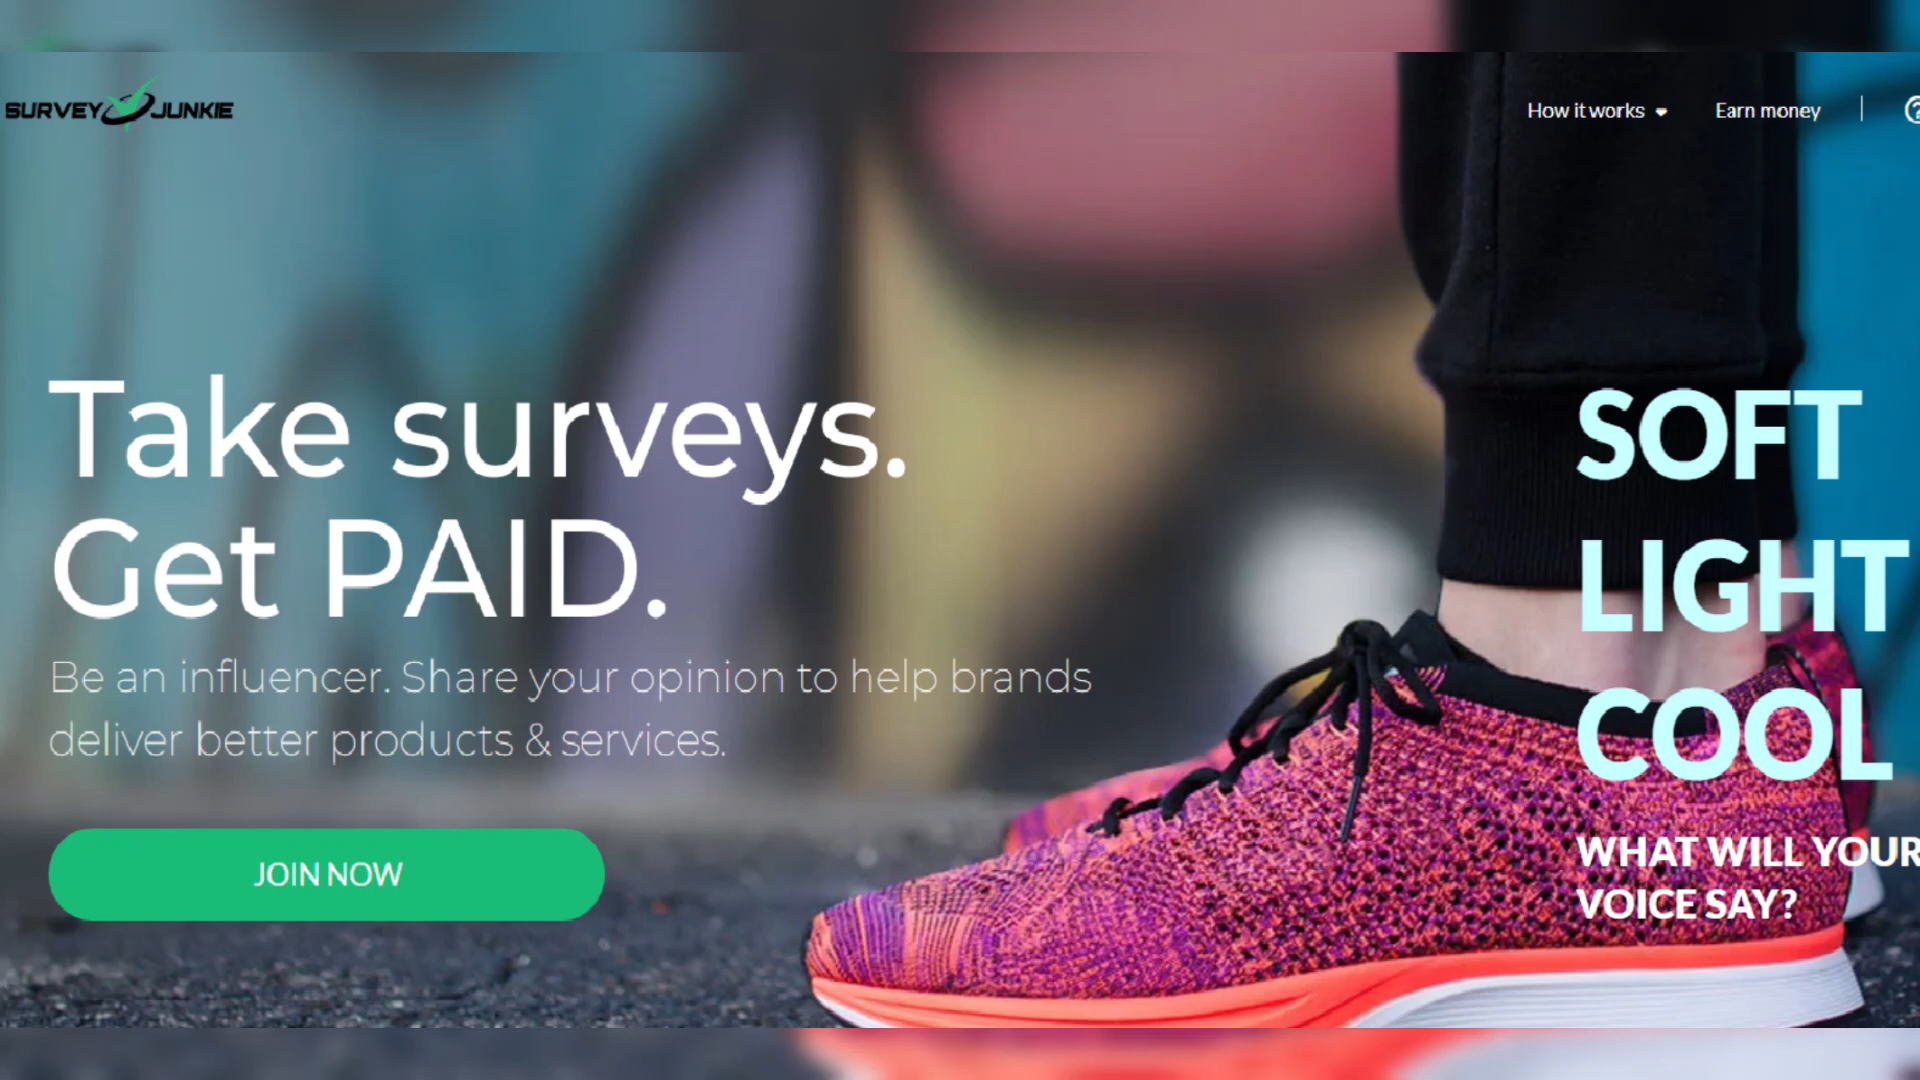 SURVEY JUNKIE
How it works
Earn money
Take surveys.
Get PAID.
Be an influencer. Share your opinion to help brands
deliver better products & services.
JOIN NOW
SOFT
LIGHT
COOL
WHAT WILL YOUR
VOICE SAY?